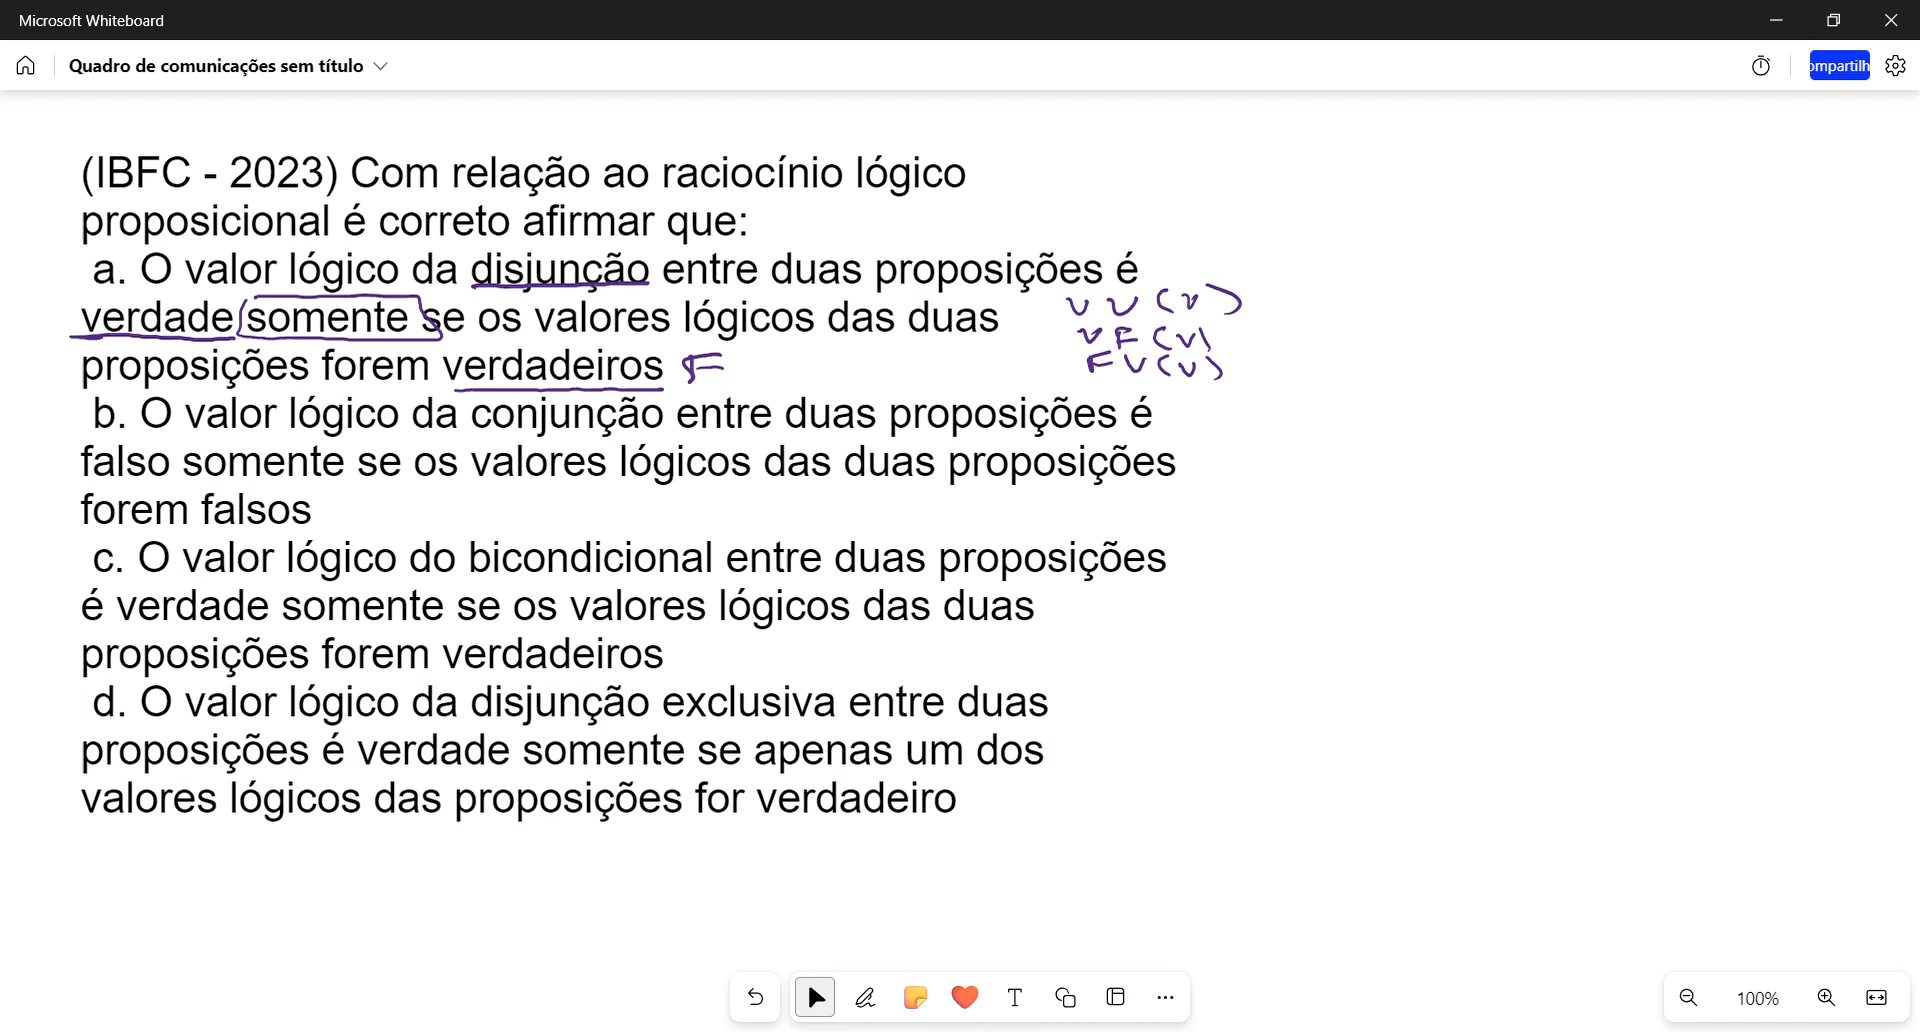 Microsoft Whiteboard
Quadro de comunicações sem título
ompartilh
(IBFC - 2023) Com relação ao raciocínio lógico
proposicional é correto afirmar que:
a. O valor lógico da disjunção entre duas proposições é
verdade somente se os valores lógicos das duas
V V (V)
V F (V)
proposições forem verdadeiros F
F V (V)
b. O valor lógico da conjunção entre duas proposições é
falso somente se os valores lógicos das duas proposições
forem falsos
c. O valor lógico do bicondicional entre duas proposições
é verdade somente se os valores lógicos das duas
proposições forem verdadeiros
d. O valor lógico da disjunção exclusiva entre duas
proposições é verdade somente se apenas um dos
valores lógicos das proposições for verdadeiro
100%